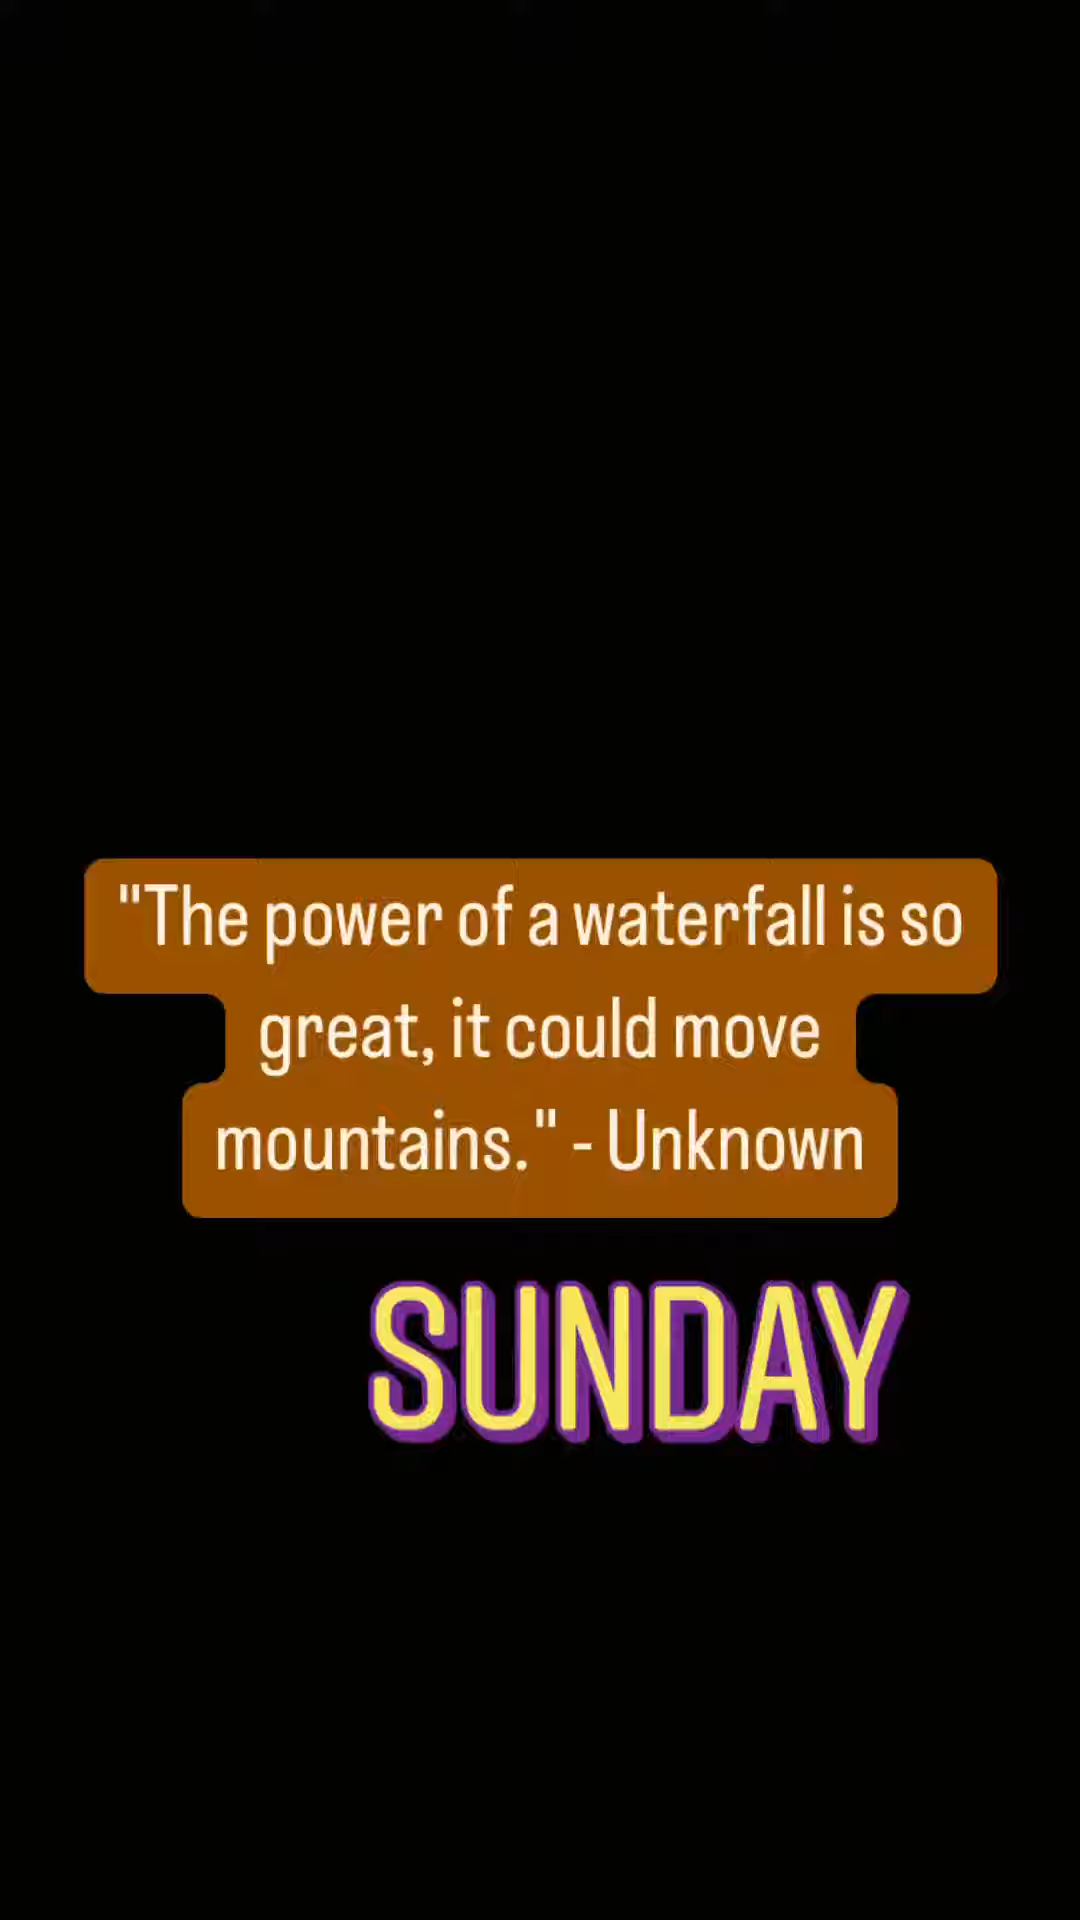 "The power of a waterfall is so
great, it could move
mountains." - Unknown
SUNDAY